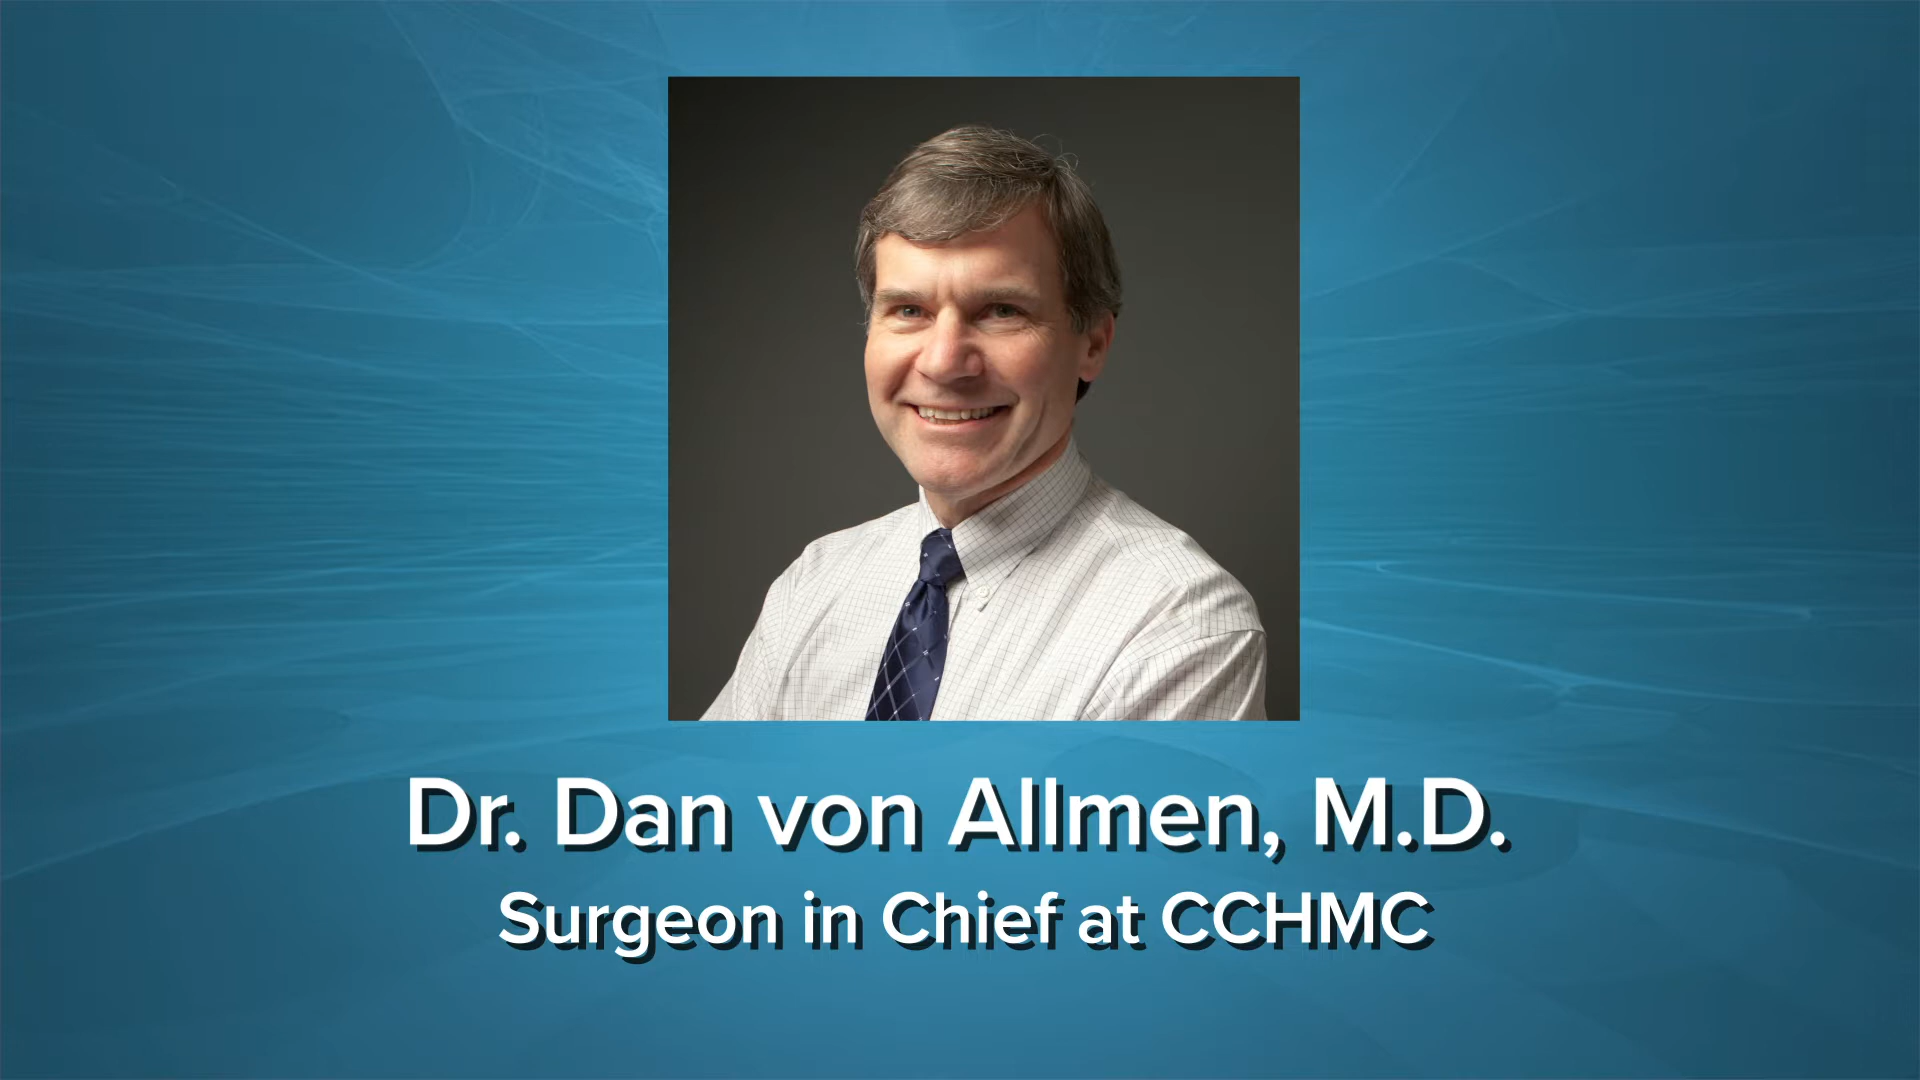 Dr. Dan von Allmen, M.D.
Surgeon in Chief at CCHMC